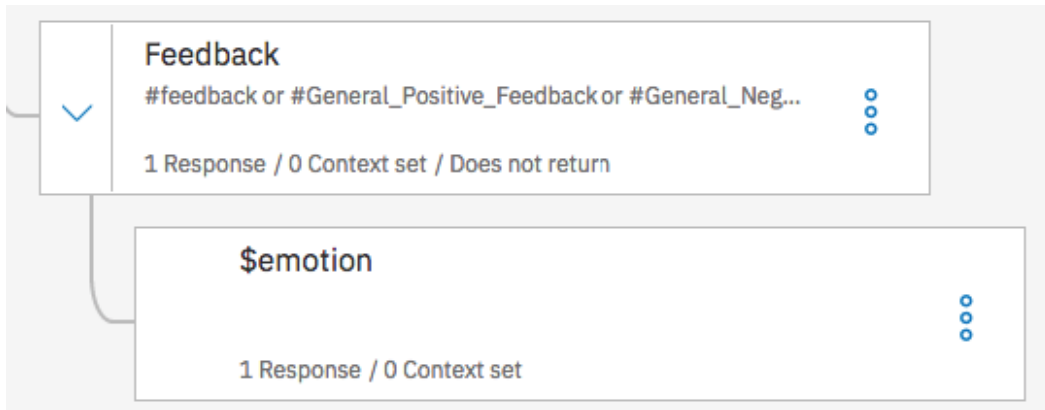 Feedback
#feedback or #General_Positive_Feedback or #General_Neg...
1 Response / 0 Context set / Does not return
$emotion
1 Response / 0 Context set